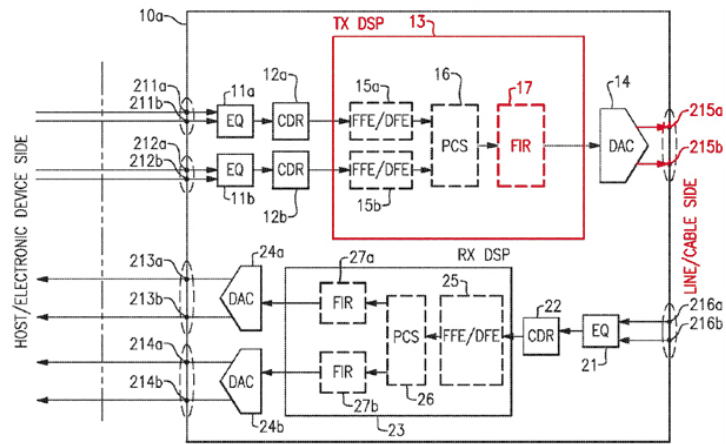 10a
TX DSP
13
211a
211b
11a
EQ
12a
CDR
15a
FFE/DFE
16
PCS
17
FIR
14
DAC
215a
215b
212a
212b
EQ
11b
CDR
12b
FFE/DFE
15b
HOST/ELECTRONIC DEVICE SIDE
LINE/CABLE SIDE
RX DSP
213a
213b
24a
DAC
27a
FIR
PCS
25
FFE/DFE
22
CDR
EQ
21
216a
216b
214a
214b
DAC
24b
FIR
27b
26
23